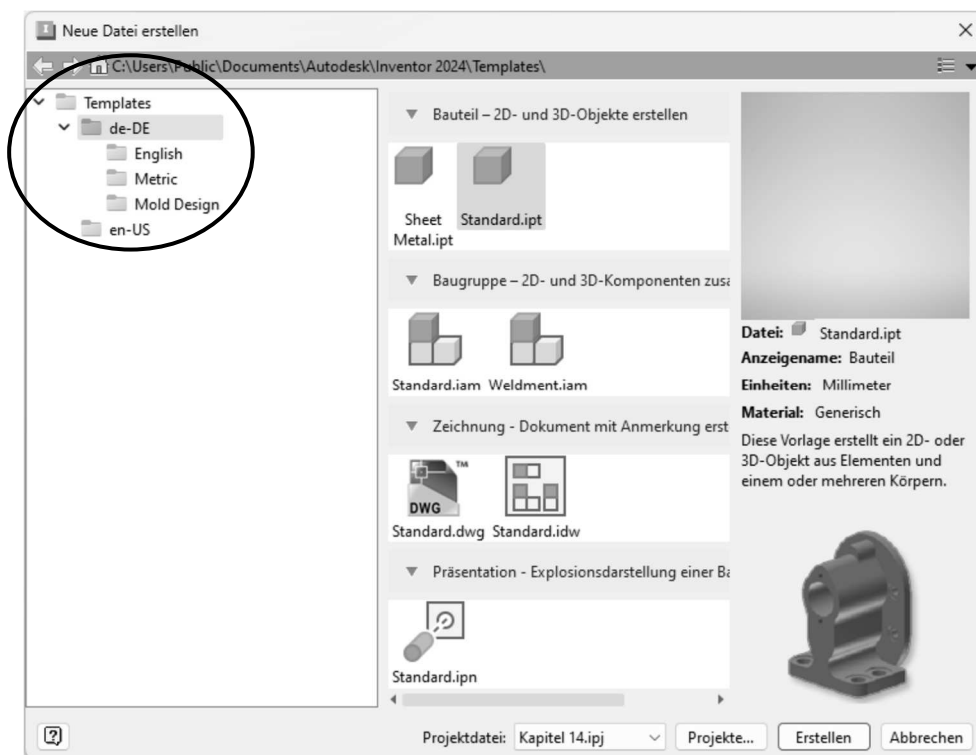 Neue Datei erstellen
C:\Users\Public\Documents\Autodesk\Inventor 2024\Templates\
Templates
de-DE
English
Metric
Mold Design
en-US
Bauteil – 2D- und 3D-Objekte erstellen
Sheet
Metal.ipt
Standard.ipt
Baugruppe – 2D- und 3D-Komponenten zusa
Standard.iam Weldment.iam
Zeichnung - Dokument mit Anmerkung erst
DWG
TM
Standard.dwg Standard.idw
Präsentation - Explosionsdarstellung einer Ba
Standard.ipn
Datei: Standard.ipt
Anzeigename: Bauteil
Einheiten: Millimeter
Material: Generisch
Diese Vorlage erstellt ein 2D- oder
3D-Objekt aus Elementen und
einem oder mehreren Körpern.
Projektdatei: Kapitel 14.ipj Projekte... Erstellen Abbrechen